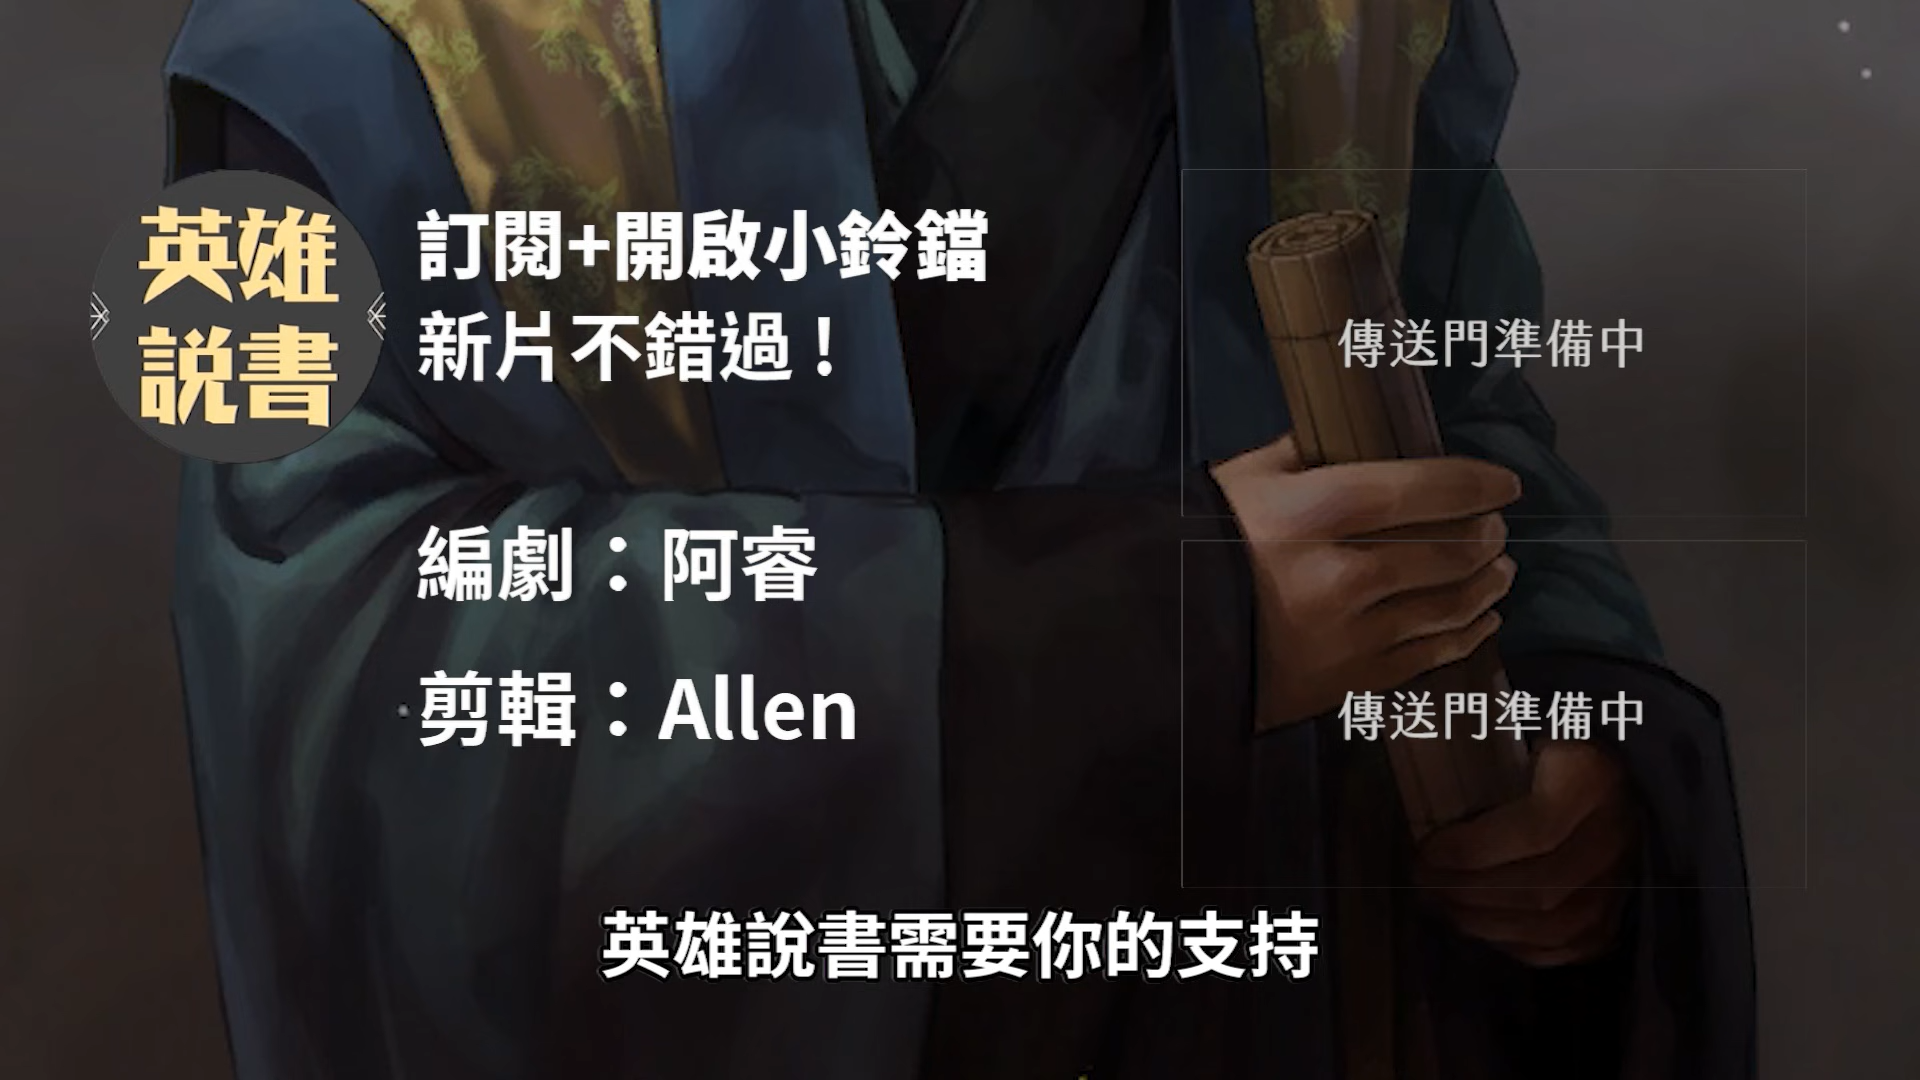 英雄
説書
訂閱+開啟小鈴鐺
新片不錯過！
編劇：阿睿
剪輯：Allen
傳送門準備中
傳送門準備中
英雄說書需要你的支持